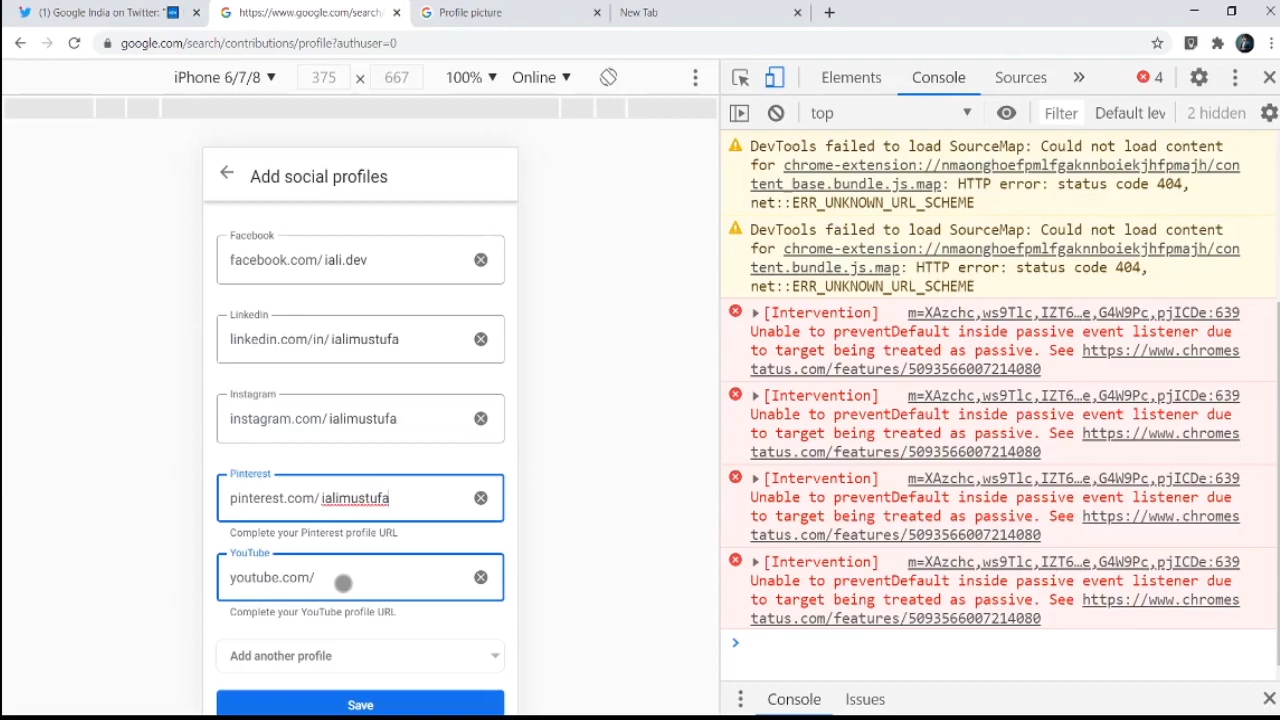 (1) Google India on Twitter: "
https://www.google.com/search/
Profile picture
New Tab
google.com/search/contributions/profile?authuser=0
iPhone 6/7/8 ▼ 375 × 667 100% ▼ Online ▼
Elements Console Sources » 4
top ▼ Filter Default lev 2 hidden
Add social profiles
Facebook
facebook.com/ iali.dev
Linkedin
linkedin.com/in/ ialimustufa
Instagram
instagram.com/ ialimustufa
Pinterest
pinterest.com/ ialimustufa
Complete your Pinterest profile URL
YouTube
youtube.com/
Complete your YouTube profile URL
Add another profile
Save
DevTools failed to load SourceMap: Could not load content
for chrome-extension://nmaonghoefpmlfgaknnboiekjhfpmajh/con
tent_base.bundle.js.map: HTTP error: status code 404,
net::ERR_UNKNOWN_URL_SCHEME
DevTools failed to load SourceMap: Could not load content
for chrome-extension://nmaonghoefpmlfgaknnboiekjhfpmajh/con
tent.bundle.js.map: HTTP error: status code 404,
net::ERR_UNKNOWN_URL_SCHEME
[Intervention] m=XAzchc,ws9Tlc,IZT6…e,G4W9Pc,pjICDe:639
Unable to preventDefault inside passive event listener due
to target being treated as passive. See https://www.chromes
tatus.com/features/5093566007214080
[Intervention] m=XAzchc,ws9Tlc,IZT6…e,G4W9Pc,pjICDe:639
Unable to preventDefault inside passive event listener due
to target being treated as passive. See https://www.chromes
tatus.com/features/5093566007214080
[Intervention] m=XAzchc,ws9Tlc,IZT6…e,G4W9Pc,pjICDe:639
Unable to preventDefault inside passive event listener due
to target being treated as passive. See https://www.chromes
tatus.com/features/5093566007214080
[Intervention] m=XAzchc,ws9Tlc,IZT6…e,G4W9Pc,pjICDe:639
Unable to preventDefault inside passive event listener due
to target being treated as passive. See https://www.chromes
tatus.com/features/5093566007214080
Console Issues